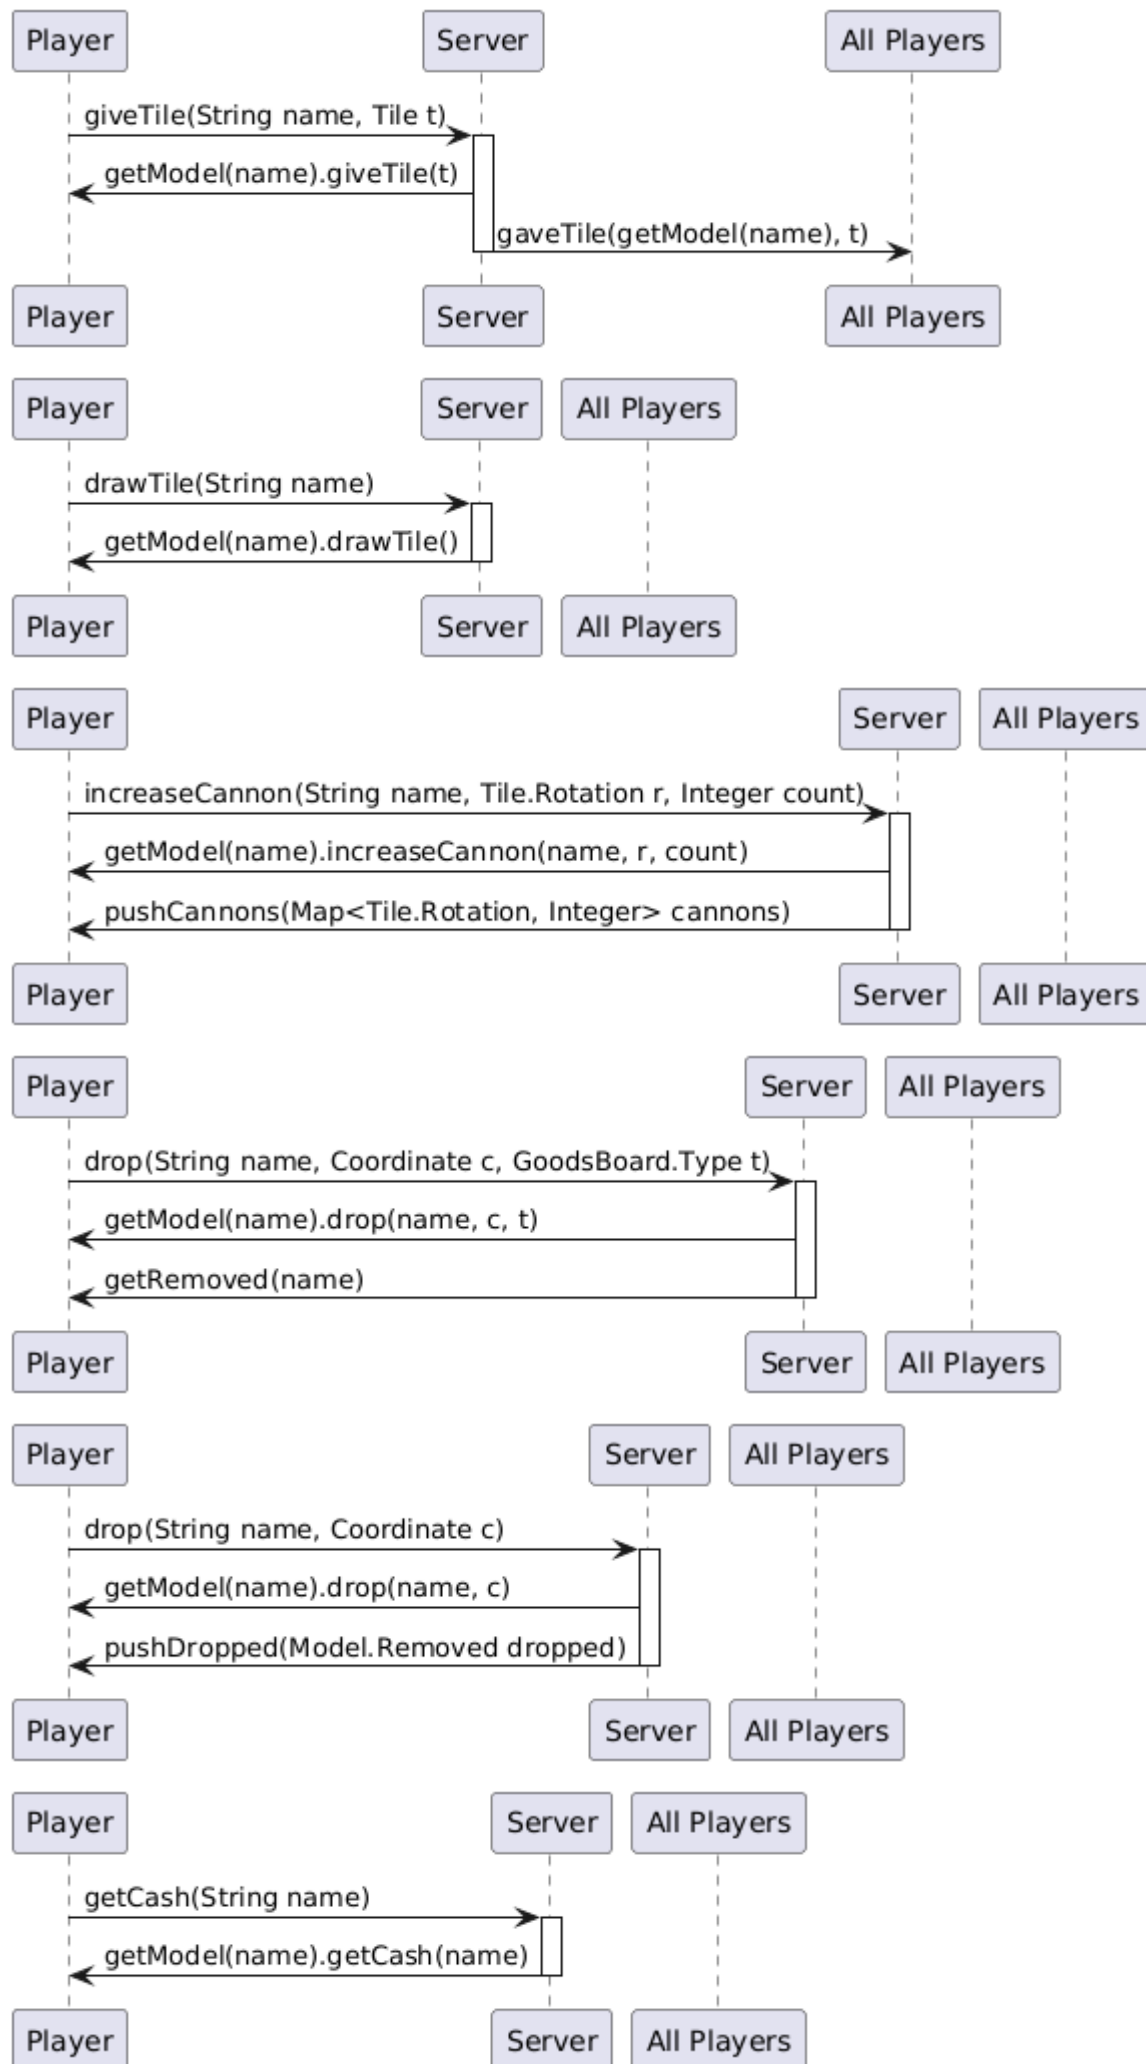 Player Server All Players
giveTile(String name, Tile t)
getModel(name).giveTile(t)
gaveTile(getModel(name), t)
Player Server All Players
Player Server All Players
drawTile(String name)
getModel(name).drawTile()
Player Server All Players
Player Server All Players
increaseCannon(String name, Tile.Rotation r, Integer count)
getModel(name).increaseCannon(name, r, count)
pushCannons(Map<Tile.Rotation, Integer> cannons)
Player Server All Players
Player Server All Players
drop(String name, Coordinate c, GoodsBoard.Type t)
getModel(name).drop(name, c, t)
getRemoved(name)
Player Server All Players
Player Server All Players
drop(String name, Coordinate c)
getModel(name).drop(name, c)
pushDropped(Model.Removed dropped)
Player Server All Players
Player Server All Players
getCash(String name)
getModel(name).getCash(name)
Player Server All Players